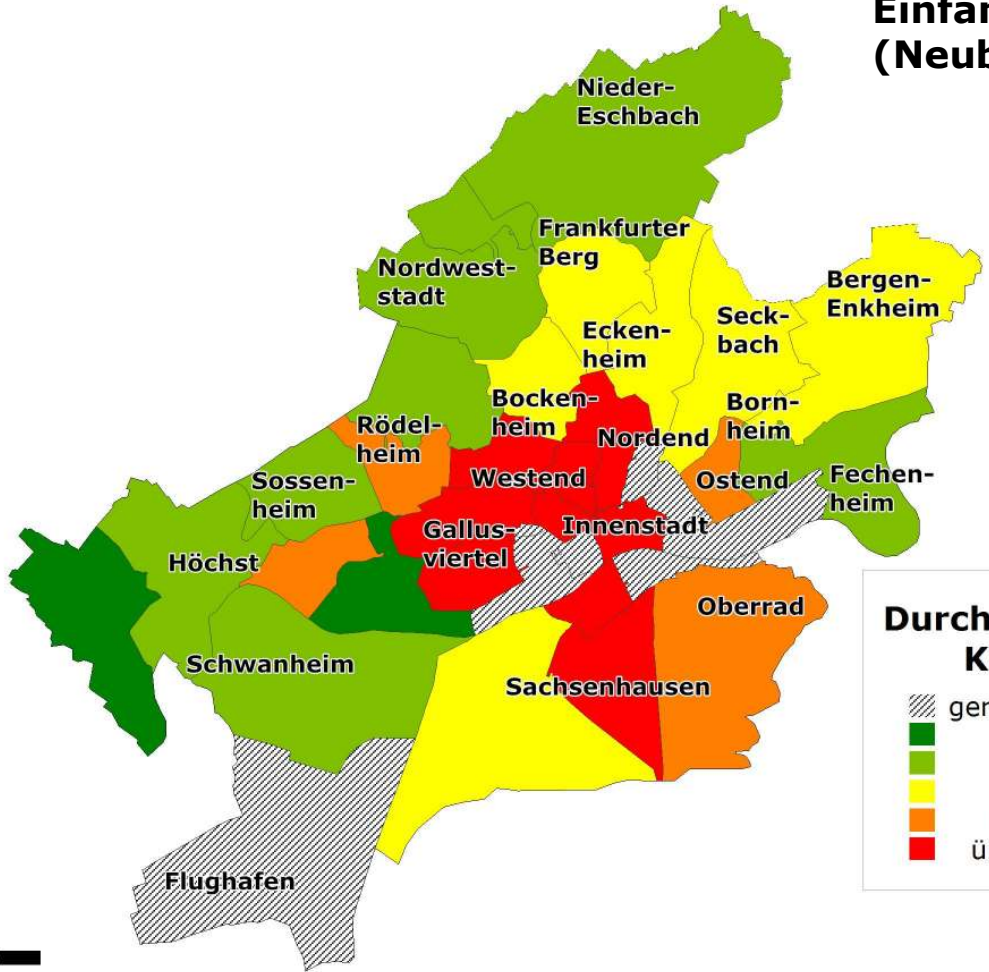 Einfan
(Neub
Nieder-
Eschbach
Frankfurter
Berg
Nordwest-
stadt
Bergen-
Enkheim
Seck-
bach
Ecken-
heim
Bocken-
heim
Born-
heim
Rödel-
heim
Nordend
Westend
Ostend
Sossen-
heim
Fechen-
heim
Gallus-
viertel
Innenstadt
Höchst
Oberrad
Schwanheim
Sachsenhausen
Flughafen
Durch
K
ger
ü